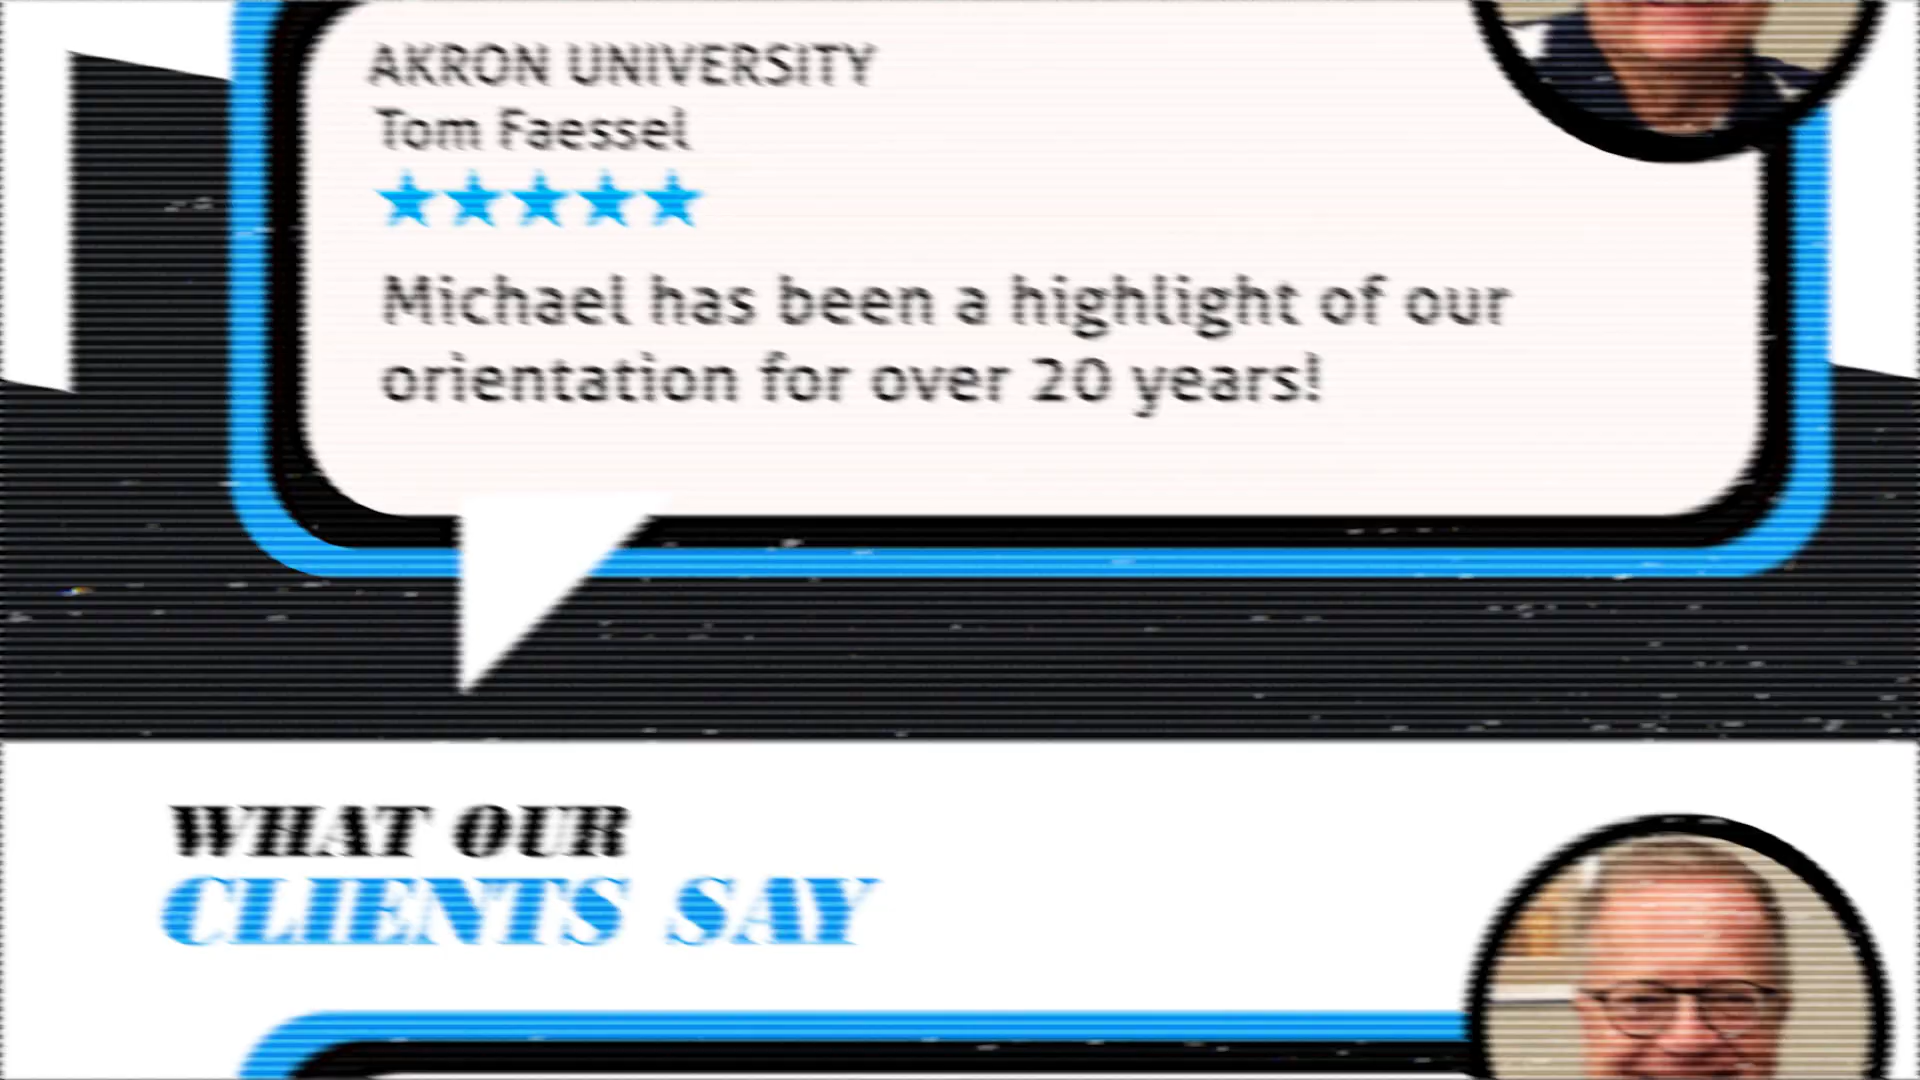 AKRON UNIVERSITY
Tom Faessel
Michael has been a highlight of our
orientation for over 20 years!
WHAT OUR
CLIENTS SAY